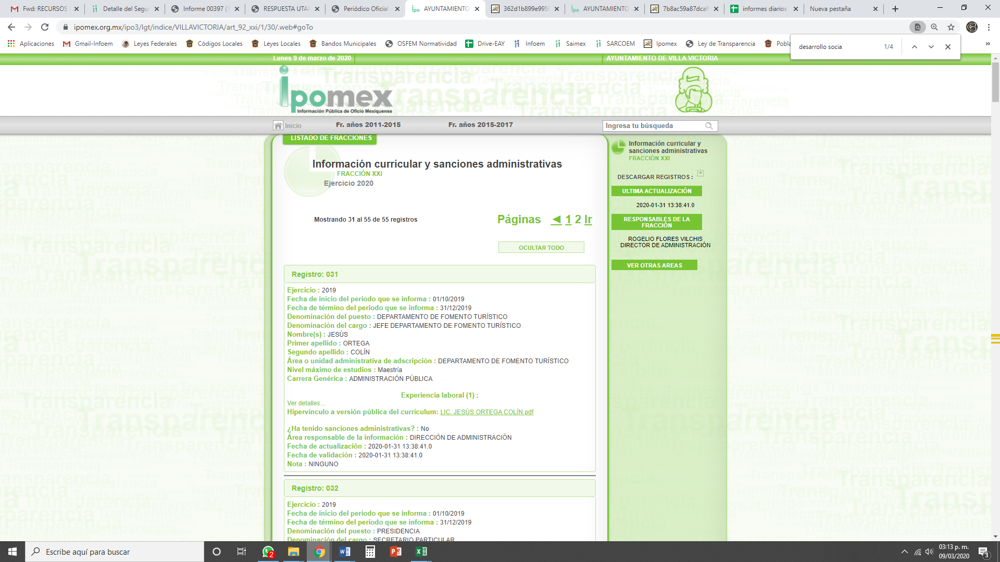 Fwd: RECURSOS
Detalle del Segui
Informe 00397 (1
RESPUESTA UTAI
Periódico Oficial
AYUNTAMIENTO
362d1b899e995
AYUNTAMIENTO
7b8ac59a87dcaf
informes diarios
Nueva pestaña
ipomex.org.mx/ipo3/lgt/indice/VILLAVICTORIA/art_92_xxi/1/30/.web#goTo
Aplicaciones
Gmail-Infoem
Leyes Federales
Códigos Locales
Leyes Locales
Bandos Municipales
OSFEM Normatividad
Drive-EAY
Infoem
Saimex
SARCOEM
Ipomex
Ley de Transparencia
Pobla
desarrollo socia
1/4
Lunes 9 de marzo de 2020
AYUNTAMIENTO DE VILLA VICTORIA
ipomex
Información Pública de Oficio Mexiquense
Transparencia
Inicio
Fr. años 2011-2015
Fr. años 2015-2017
Ingresa tu búsqueda
LISTADO DE FRACCIONES
Información curricular y sanciones administrativas
FRACCIÓN XXI
Ejercicio 2020
Mostrando 31 al 55 de 55 registros
Páginas ◄ 1 2 Ir
OCULTAR TODO
Registro: 031
Ejercicio : 2019
Fecha de inicio del periodo que se informa : 01/10/2019
Fecha de término del periodo que se informa : 31/12/2019
Denominación del puesto : DEPARTAMENTO DE FOMENTO TURÍSTICO
Denominación del cargo : JEFE DEPARTAMENTO DE FOMENTO TURÍSTICO
Nombre(s) : JESÚS
Primer apellido : ORTEGA
Segundo apellido : COLÍN
Área o unidad administrativa de adscripción : DEPARTAMENTO DE FOMENTO TURÍSTICO
Nivel máximo de estudios : Maestría
Carrera Genérica : ADMINISTRACIÓN PÚBLICA
Experiencia laboral (1) :
Ver detalles...
Hipervínculo a versión pública del currículum: LIC. JESÚS ORTEGA COLÍN.pdf
¿Ha tenido sanciones administrativas? : No
Área responsable de la información : DIRECCIÓN DE ADMINISTRACIÓN
Fecha de actualización : 2020-01-31 13:38:41.0
Fecha de validación : 2020-01-31 13:38:41.0
Nota : NINGUNO
Registro: 032
Ejercicio : 2019
Fecha de inicio del periodo que se informa : 01/10/2019
Fecha de término del periodo que se informa : 31/12/2019
Denominación del puesto : PRESIDENCIA
Denominación del cargo : SECRETARIO PARTICULAR
Información curricular y
sanciones administrativas
FRACCIÓN XXI
DESCARGAR REGISTROS :
ULTIMA ACTUALIZACIÓN
2020-01-31 13:38:41.0
RESPONSABLES DE LA
FRACCIÓN
ROGELIO FLORES VILCHIS
DIRECTOR DE ADMINISTRACIÓN
VER OTRAS AREAS
Escribe aquí para buscar
2
03:13 p. m.
09/03/2020
3